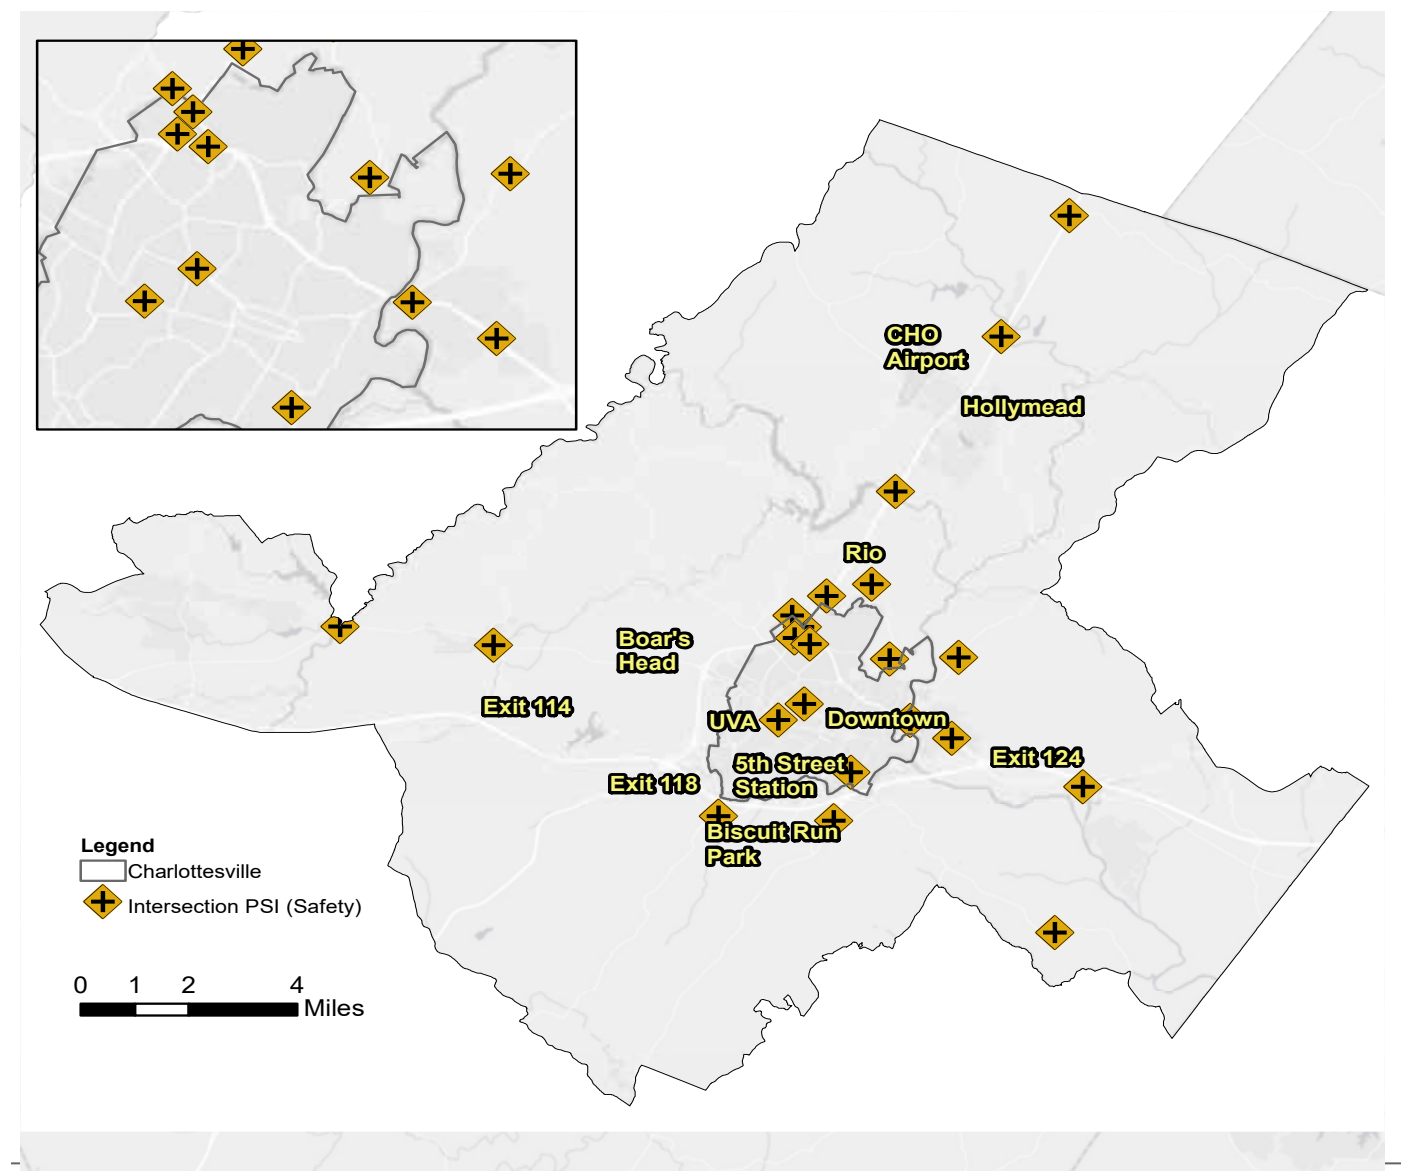 CHO
Airport
Hollymead
Rio
Boar's
Head
Exit 114
UVA
Downtown
5th Street
Station
Exit 124
Exit 118
Biscuit Run
Park
Legend
Charlottesville
Intersection PSI (Safety)
0 1 2 4
Miles